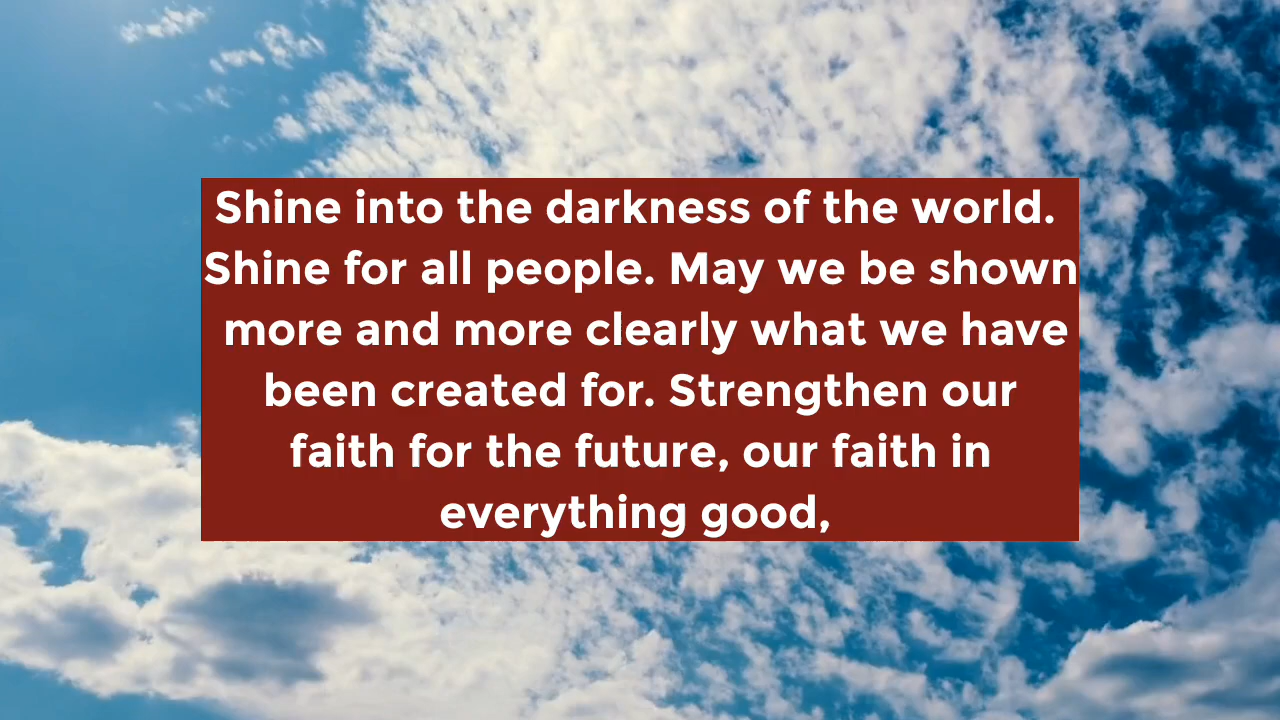 Shine into the darkness of the world.
Shine for all people. May we be shown
more and more clearly what we have
been created for. Strengthen our
faith for the future, our faith in
everything good,